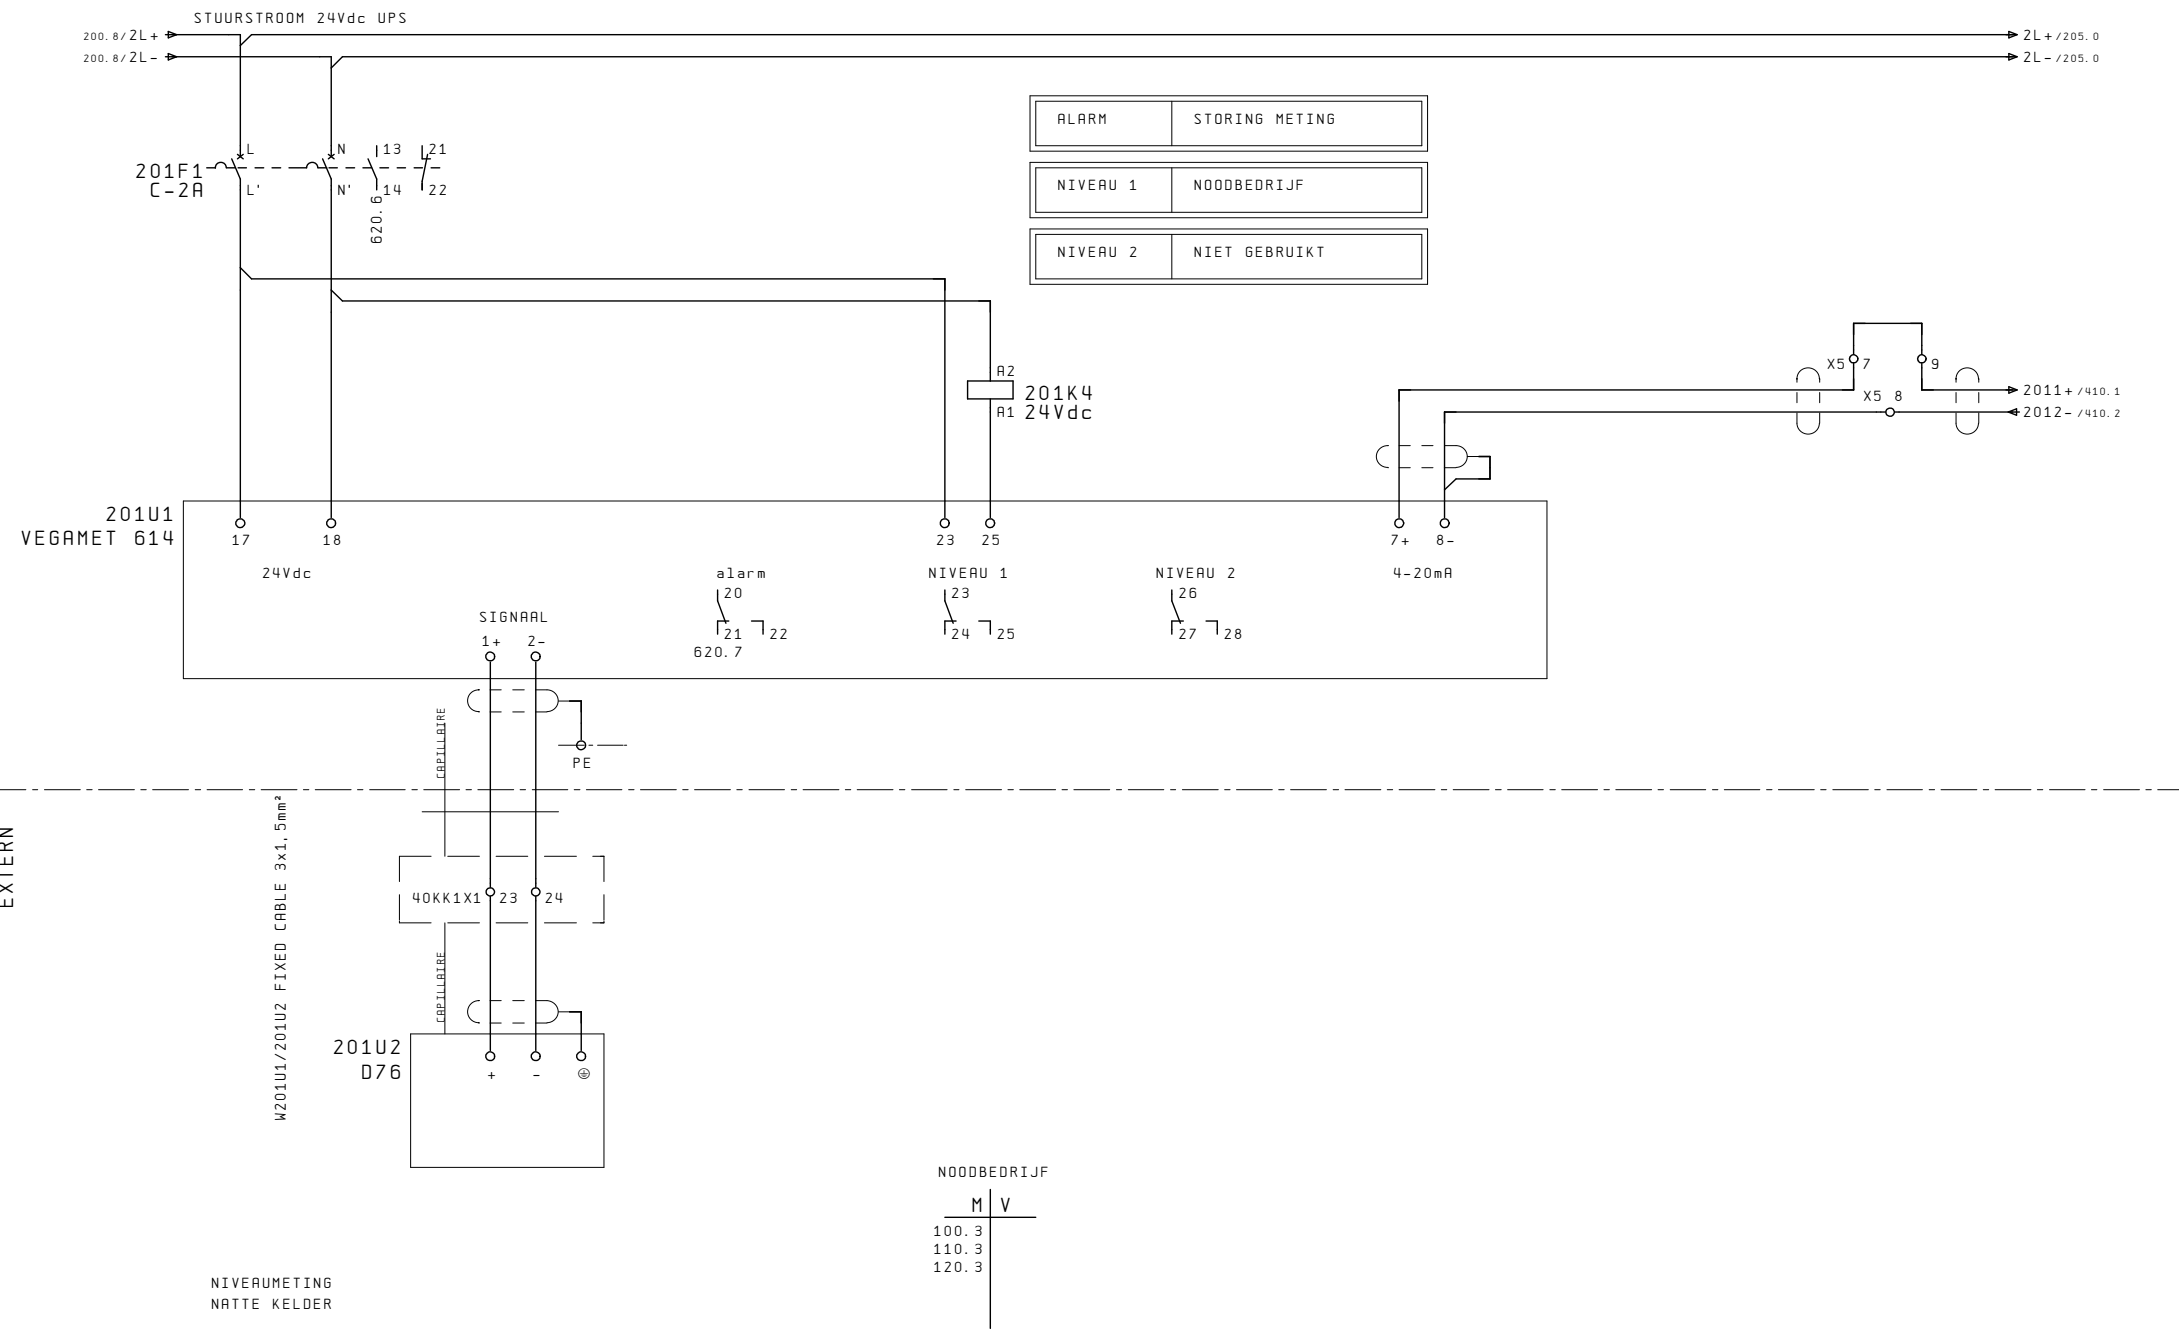 STUURSTROOM 24Vdc UPS
200.8/2L+
2L+/205.0
200.8/2L-
2L-/205.0
ALARM STORING METING
NIVEAU 1 NOODBEDRIJF
NIVEAU 2 NIET GEBRUIKT
201F1
C-2A
L N 13 21
L' N' 14 22
620.6
A2
201K4
A1 24Vdc
X5 7 9
X5 8
2011+/410.1
2012-/410.2
201U1
VEGAMET 614
17 18 23 25 7+ 8-
24Vdc alarm NIVEAU 1 NIVEAU 2 4-20mA
20 23 26
21 22 24 25 27 28
620.7
SIGNAAL
1+ 2-
CAPILLAIRE
PE
EXTERN
W201U1/201U2 FIXED CABLE 3x1,5mm²
40KK1X1 23 24
CAPILLAIRE
201U2
D76
+ -
NOODBEDRIJF
M V
100.3
110.3
120.3
NIVEAUMETING
NATTE KELDER